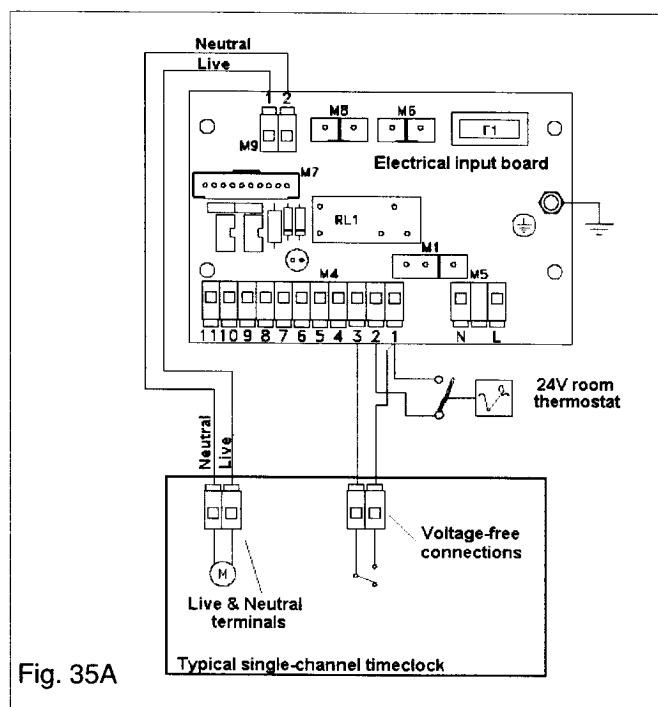 Neutral
Live
1 2
M8 M6 F1
M9
Electrical input board
M7
RL1
M1
M4 M5
11 10 9 8 7 6 5 4 3 2 1 N L
24V room
thermostat
Neutral
Live
Voltage-free
connections
M
Live & Neutral
terminals
Typical single-channel timeclock
Fig. 35A